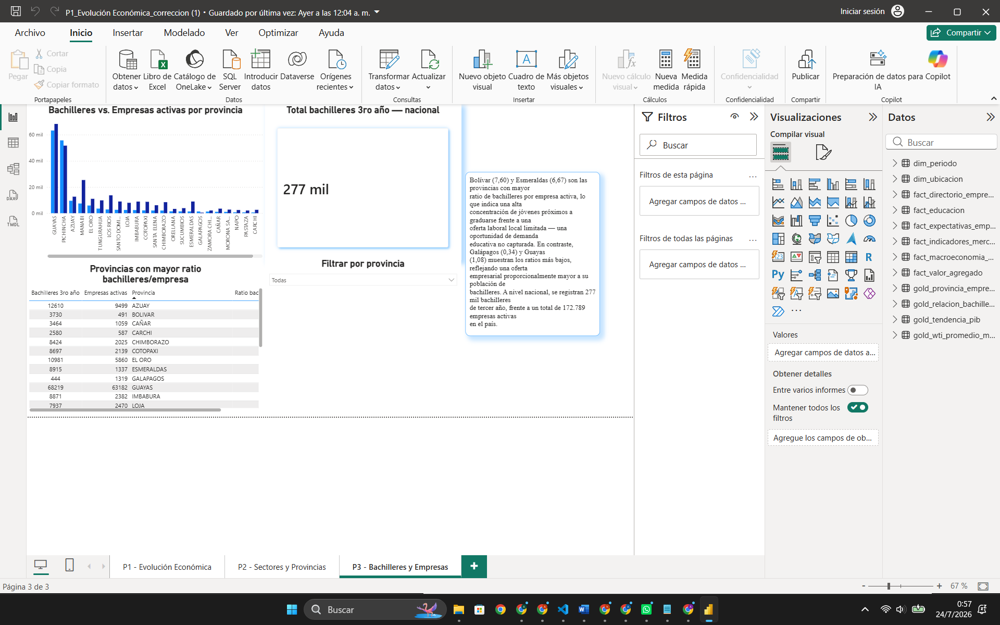 P1_Evolución Económica_correccion (1) • Guardado por última vez: Ayer a las 12:04 a. m.
Iniciar sesión
Archivo
Inicio
Insertar
Modelado
Ver
Optimizar
Ayuda
Compartir
Pegar
Cortar
Copia
Copiar formato
Portapapeles
Obtener datos
Libro de Excel
Catálogo de OneLake
SQL Server
Introducir datos
Dataverse
Orígenes recientes
Datos
Transformar datos
Actualizar
Consultas
Nuevo objeto visual
Cuadro de texto
Más objetos visuales
Insertar
Nuevo cálculo visual
Nueva medida
Medida rápida
Cálculos
Confidencialidad
Confidencialidad
Publicar
Compartir
Preparación de datos para IA
Copilot
Copilot
DAX
TMDL
Bachilleres vs. Empresas activas por provincia
60 mil
40 mil
20 mil
0 mil
GUAYAS
PICHINCHA
AZUAY
MANABI
EL ORO
TUNGURAHUA
LOS RIOS
SANTO DOMI...
LOJA
IMBABURA
COTOPAXI
SANTA ELENA
CHIMBORAZO
ORELLANA
SUCUMBIOS
ESMERALDAS
GALAPAGOS
ZAMORA CHI...
CAÑAR
MORONA SA...
NAPO
PASTAZA
CARCHI
Provincias con mayor ratio
bachilleres/empresa
Bachilleres 3ro año Empresas activas Provincia Ratio bac
12610 9499 AZUAY
3730 491 BOLIVAR
3464 1059 CAÑAR
2580 587 CARCHI
8424 2025 CHIMBORAZO
8697 2139 COTOPAXI
10981 5860 EL ORO
8915 1337 ESMERALDAS
444 1319 GALAPAGOS
68219 63182 GUAYAS
8871 2382 IMBABURA
7937 2470 LOJA
Total bachilleres 3ro año — nacional
277 mil
Filtrar por provincia
Todas
Bolívar (7,60) y Esmeraldas (6,67) son las
provincias con mayor
ratio de bachilleres por empresa activa, lo
que indica una alta
concentración de jóvenes próximos a
graduarse frente a una
oferta laboral local limitada — una
oportunidad de demanda
educativa no capturada. En contraste,
Galápagos (0,34) y Guayas
(1,08) muestran los ratios más bajos,
reflejando una oferta
empresarial proporcionalmente mayor a su
población de
bachilleres. A nivel nacional, se registran 277
mil bachilleres
de tercer año, frente a un total de 172.789
empresas activas
en el país.
Filtros
Buscar
Filtros de esta página ...
Agregar campos de datos ...
Filtros de todas las páginas ...
Agregar campos de datos ...
Visualizaciones
Compilar visual
123
R
Py
...
Valores
Agregar campos de datos a...
Obtener detalles
Entre varios informes
Mantener todos los
filtros
Agregue los campos de ob...
Datos
Buscar
dim_periodo
dim_ubicacion
fact_directorio_empre...
fact_educacion
fact_expectativas_emp...
fact_indicadores_merc...
fact_macroeconomia_...
fact_valor_agregado
gold_provincia_empre...
gold_relacion_bachille...
gold_tendencia_pib
gold_wti_promedio_m...
P1 - Evolución Económica
P2 - Sectores y Provincias
P3 - Bachilleres y Empresas
+
Página 3 de 3
- + 67 %
Buscar
0:57
24/7/2026